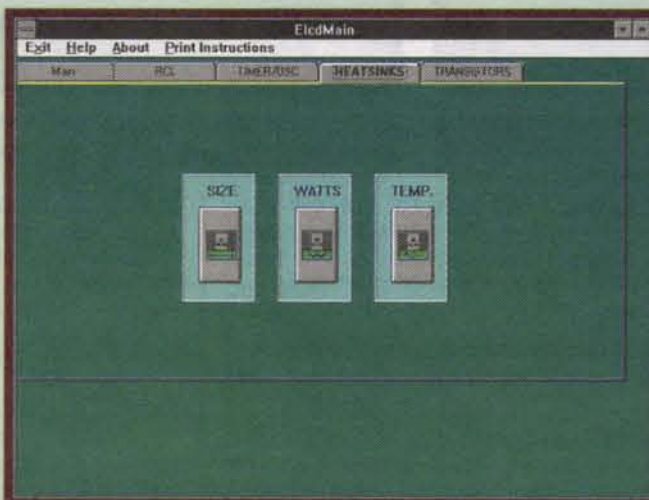 ElcdMain
Exit Help About Print Instructions
Main RCL TIMER/OSC HEATSINKS TRANSISTORS
SIZE WATTS TEMP.